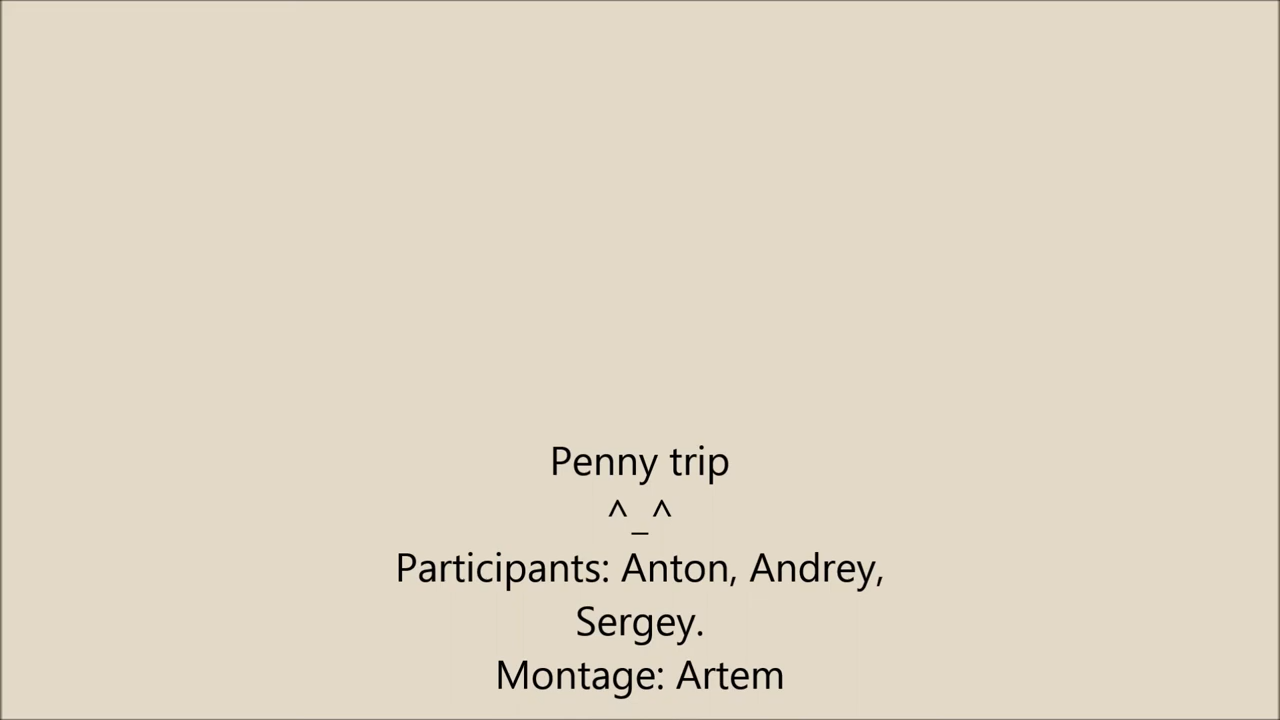 Penny trip
^_^
Participants: Anton, Andrey,
Sergey.
Montage: Artem